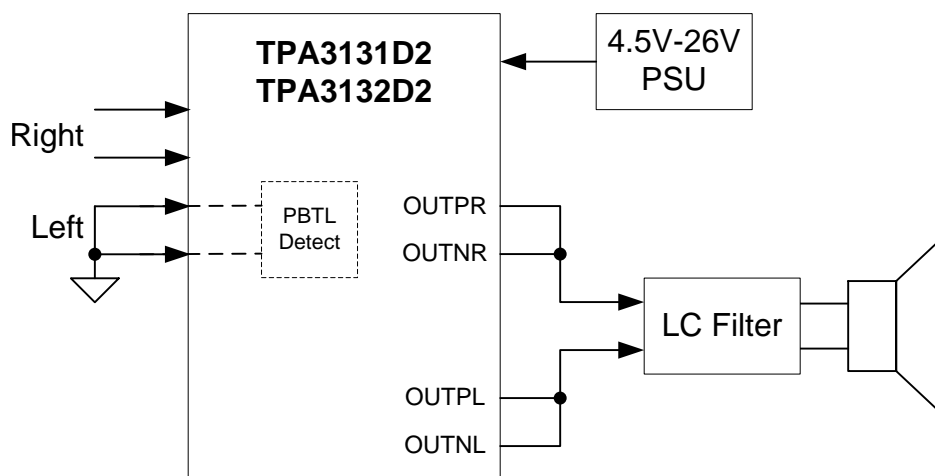 TPA3131D2
TPA3132D2
4.5V-26V
PSU
Right
Left
PBTL
Detect
OUTPR
OUTNR
LC Filter
OUTPL
OUTNL